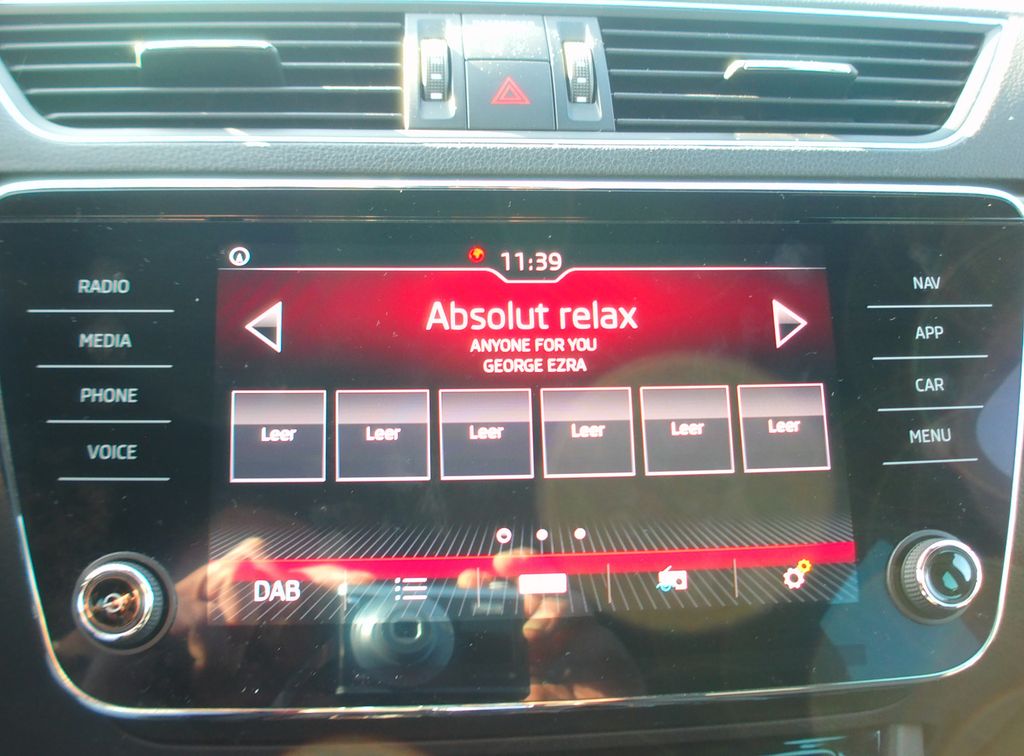 11:39
RADIO
MEDIA
PHONE
VOICE
Absolut relax
ANYONE FOR YOU
GEORGE EZRA
Leer Leer Leer Leer Leer Leer
DAB
NAV
APP
CAR
MENU